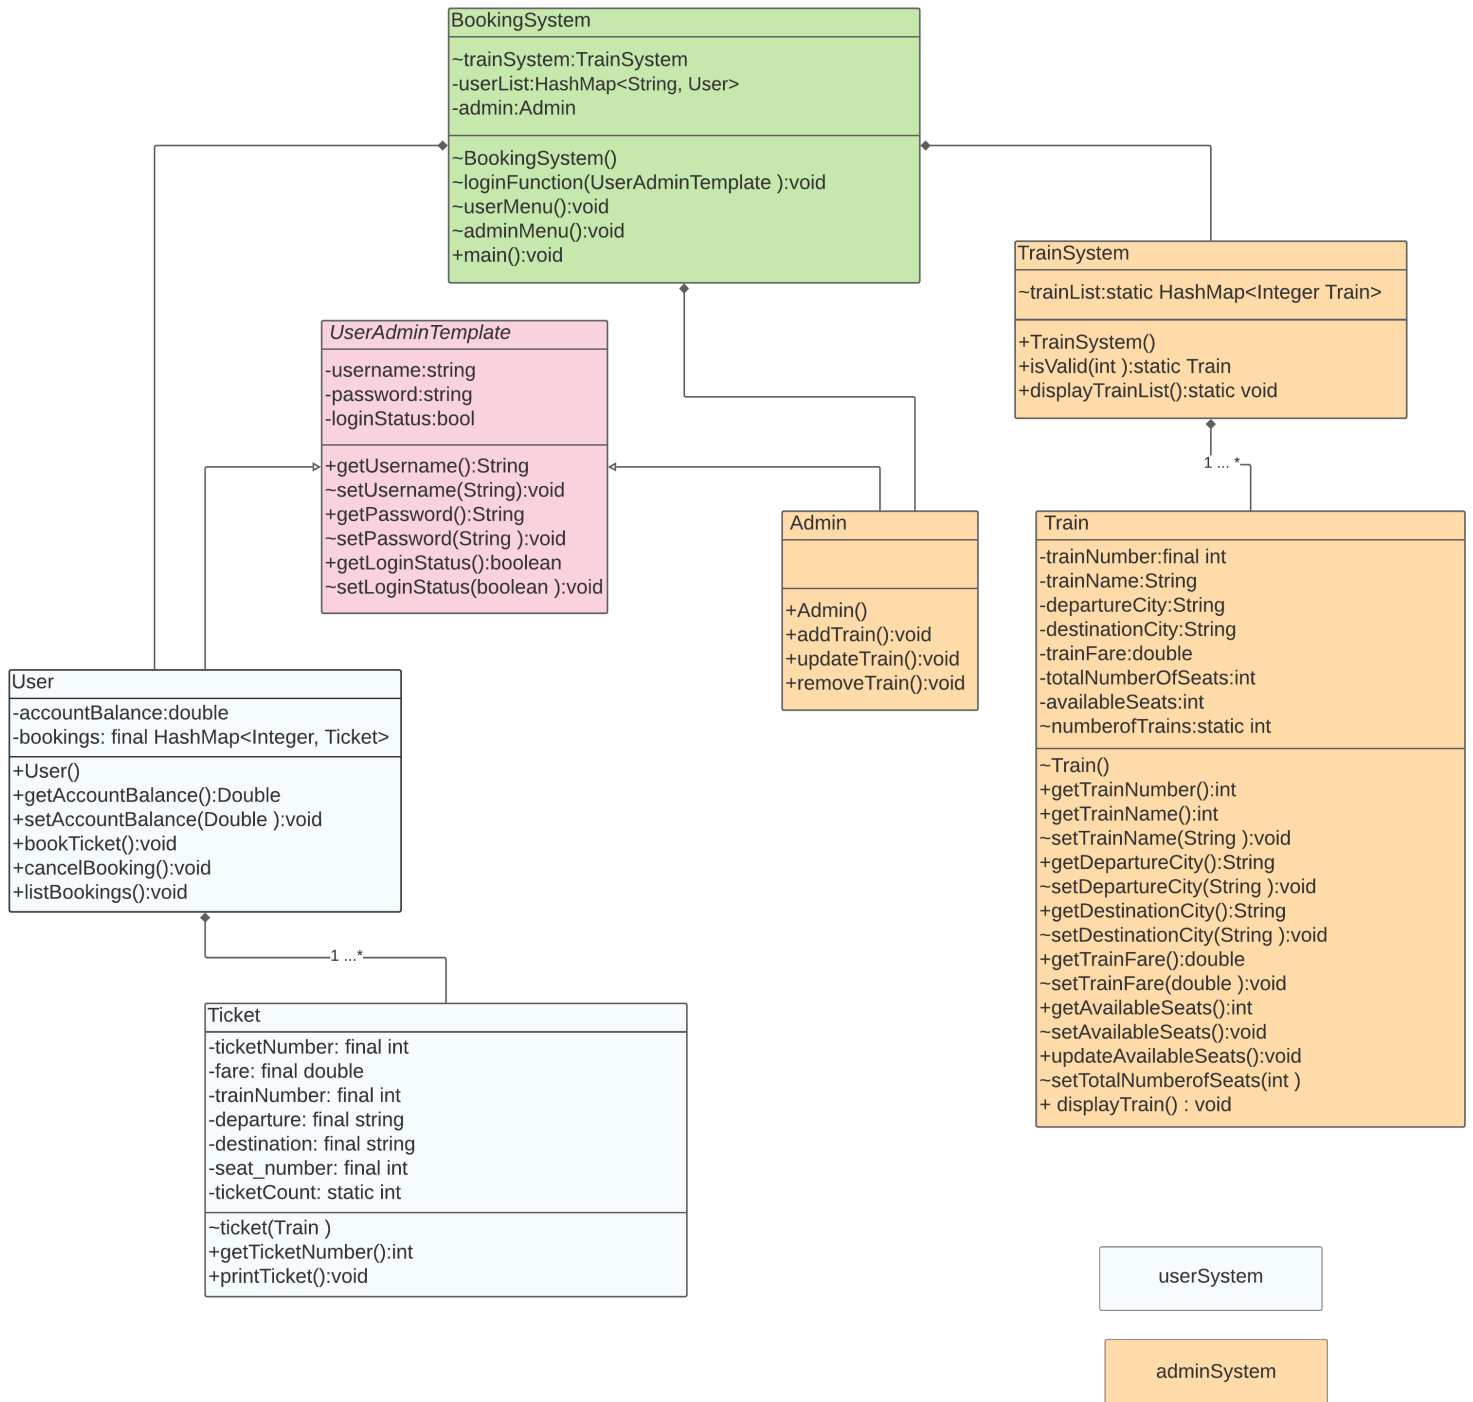 BookingSystem
~trainSystem:TrainSystem
-userList:HashMap<String, User>
-admin:Admin
~BookingSystem()
~loginFunction(UserAdminTemplate ):void
~userMenu():void
~adminMenu():void
+main():void
TrainSystem
~trainList:static HashMap<Integer Train>
+TrainSystem()
+isValid(int ):static Train
+displayTrainList():static void
1 ... *
UserAdminTemplate
-username:string
-password:string
-loginStatus:bool
+getUsername():String
~setUsername(String):void
+getPassword():String
~setPassword(String ):void
+getLoginStatus():boolean
~setLoginStatus(boolean ):void
Admin
+Admin()
+addTrain():void
+updateTrain():void
+removeTrain():void
Train
-trainNumber:final int
-trainName:String
-departureCity:String
-destinationCity:String
-trainFare:double
-totalNumberOfSeats:int
-availableSeats:int
~numberofTrains:static int
~Train()
+getTrainNumber():int
+getTrainName():int
~setTrainName(String ):void
+getDepartureCity():String
~setDepartureCity(String ):void
+getDestinationCity():String
~setDestinationCity(String ):void
+getTrainFare():double
~setTrainFare(double ):void
+getAvailableSeats():int
~setAvailableSeats():void
+updateAvailableSeats():void
~setTotalNumberofSeats(int )
+ displayTrain() : void
User
-accountBalance:double
-bookings: final HashMap<Integer, Ticket>
+User()
+getAccountBalance():Double
+setAccountBalance(Double ):void
+bookTicket():void
+cancelBooking():void
+listBookings():void
1 ...*
Ticket
-ticketNumber: final int
-fare: final double
-trainNumber: final int
-departure: final string
-destination: final string
-seat_number: final int
-ticketCount: static int
~ticket(Train )
+getTicketNumber():int
+printTicket():void
userSystem
adminSystem